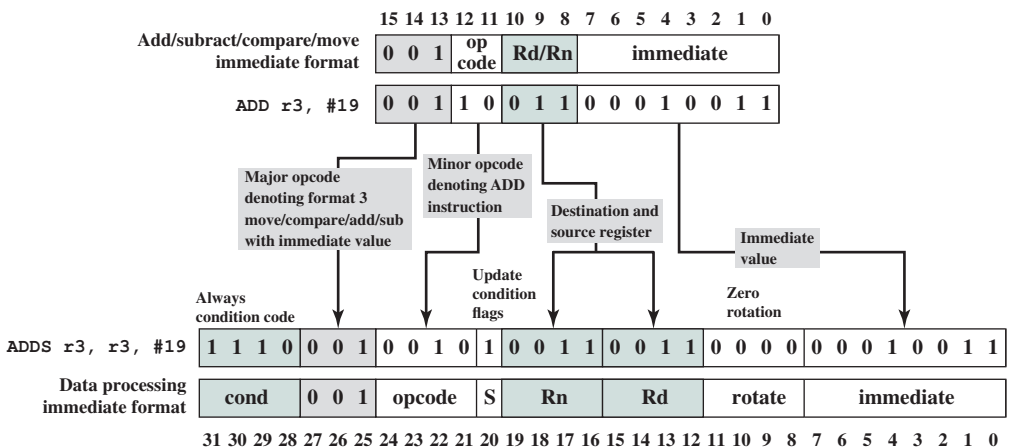 15 14 13 12 11 10 9 8 7 6 5 4 3 2 1 0
Add/subract/compare/move
immediate format
0 0 1
op
code
Rd/Rn
immediate
ADD r3, #19
0 0 1 1 0 0 1 1 0 0 0 1 0 0 1 1
Major opcode
denoting format 3
move/compare/add/sub
with immediate value
Minor opcode
denoting ADD
instruction
Destination and
source register
Immediate
value
Always
condition code
Update
condition
flags
Zero
rotation
ADDS r3, r3, #19
1 1 1 0 0 0 1 0 0 1 0 1 0 0 1 1 0 0 1 1 0 0 0 0 0 0 0 1 0 0 1 1
Data processing
immediate format
cond 0 0 1 opcode S Rn Rd rotate immediate
31 30 29 28 27 26 25 24 23 22 21 20 19 18 17 16 15 14 13 12 11 10 9 8 7 6 5 4 3 2 1 0